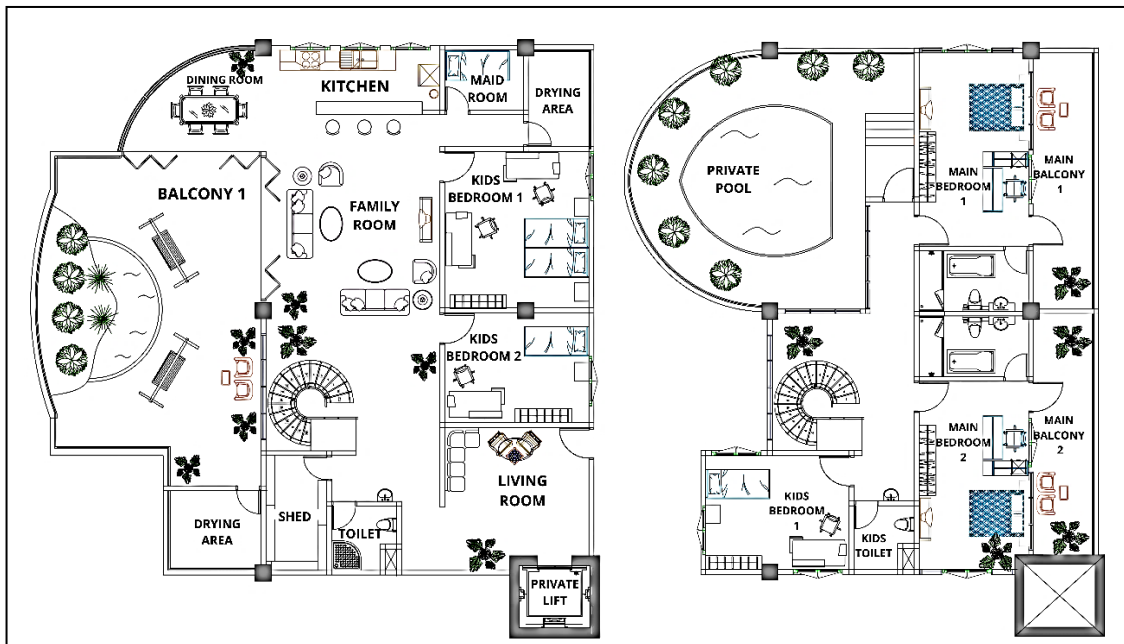 DINING ROOM
KITCHEN
MAID
ROOM
DRYING
AREA
BALCONY 1
FAMILY
ROOM
KIDS
BEDROOM 1
KIDS
BEDROOM 2
LIVING
ROOM
DRYING
AREA
SHED
TOILET
PRIVATE
LIFT
PRIVATE
POOL
MAIN
BEDROOM
1
MAIN
BALCONY
1
MAIN
BEDROOM
2
MAIN
BALCONY
2
KIDS
BEDROOM
1
KIDS
TOILET